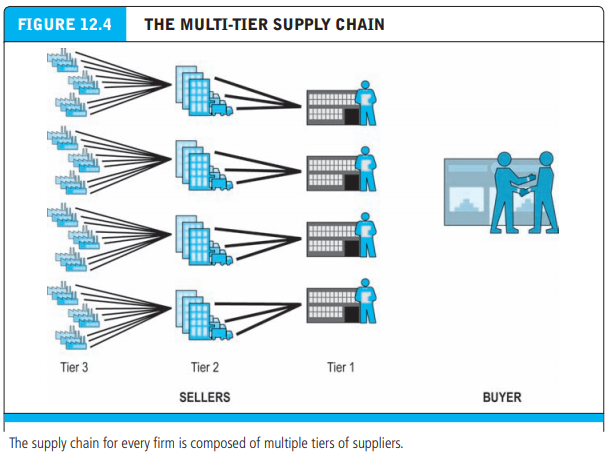 FIGURE 12.4 THE MULTI-TIER SUPPLY CHAIN
Tier 3 Tier 2 Tier 1
SELLERS BUYER
The supply chain for every firm is composed of multiple tiers of suppliers.